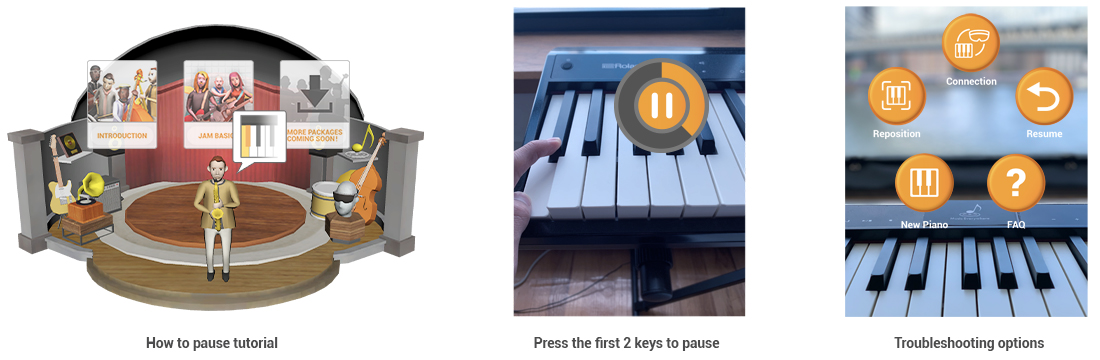 INTRODUCTION
JAM BASIC
MORE PACKAGES
COMING SOON!
How to pause tutorial
Roland
Press the first 2 keys to pause
Connection
Reposition
Resume
New Piano
FAQ
Troubleshooting options